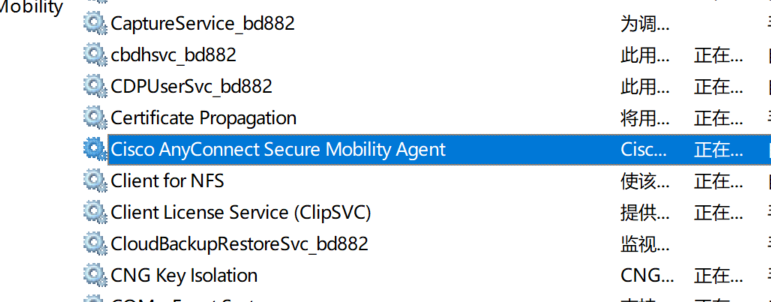 Mobility
CaptureService_bd882 为调...
cbdhsvc_bd882 此用... 正在...
CDPUserSvc_bd882 此用... 正在...
Certificate Propagation 将用... 正在...
Cisco AnyConnect Secure Mobility Agent Cisc... 正在...
Client for NFS 使该... 正在...
Client License Service (ClipSVC) 提供... 正在...
CloudBackupRestoreSvc_bd882 监视...
CNG Key Isolation CNG... 正在...